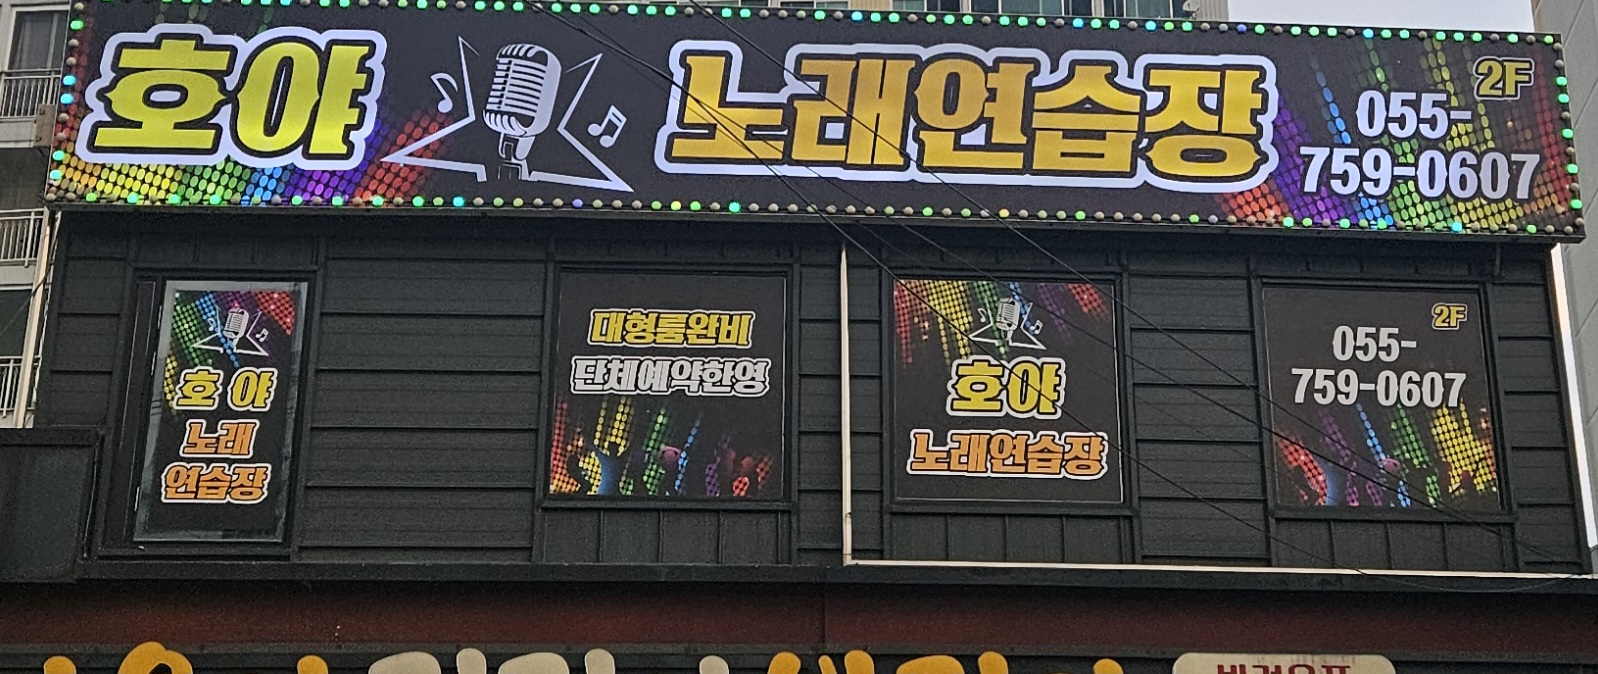 호야 노래연습장 2F
055-
759-0607
호 야
노래
연습장
대형룸완비
단체예약한영
호야
노래연습장
2F
055-
759-0607